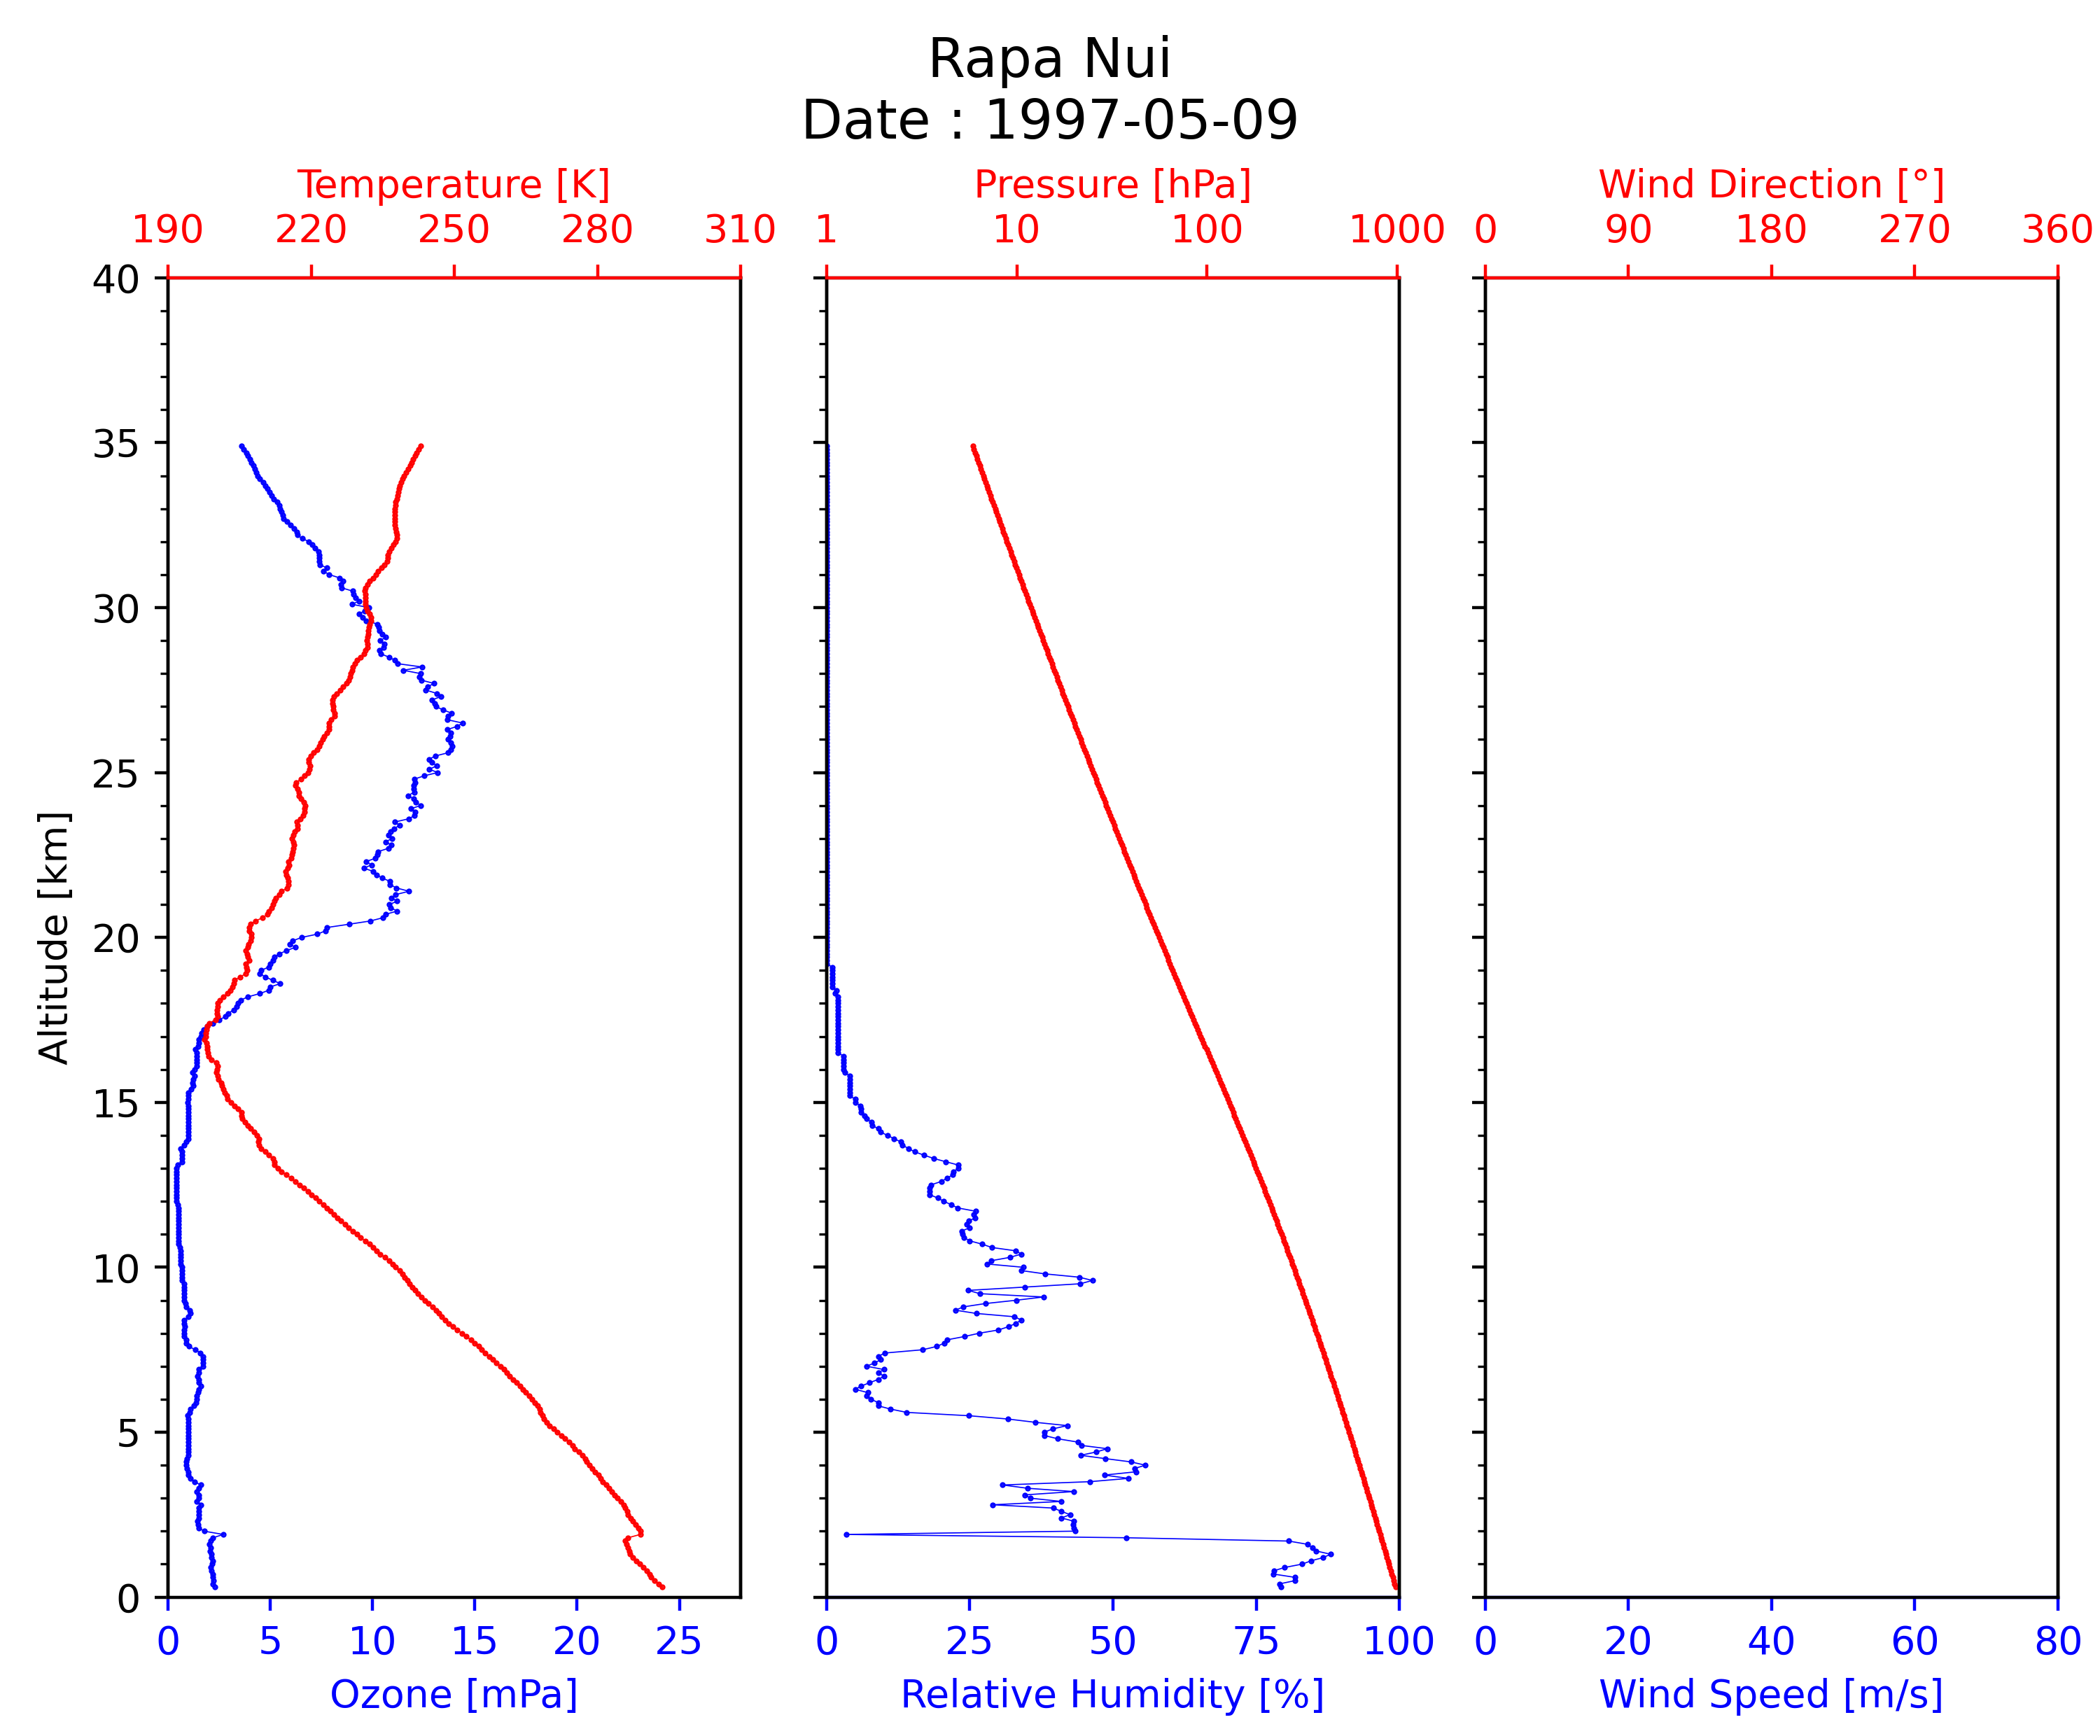 Rapa Nui
Date : 1997-05-09
Temperature [K]
190 220 250 280 310
Pressure [hPa]
1 10 100 1000
Wind Direction [°]
0 90 180 270 360
Altitude [km]
40
35
30
25
20
15
10
5
0
0 5 10 15 20 25
Ozone [mPa]
0 25 50 75 100
Relative Humidity [%]
0 20 40 60 80
Wind Speed [m/s]